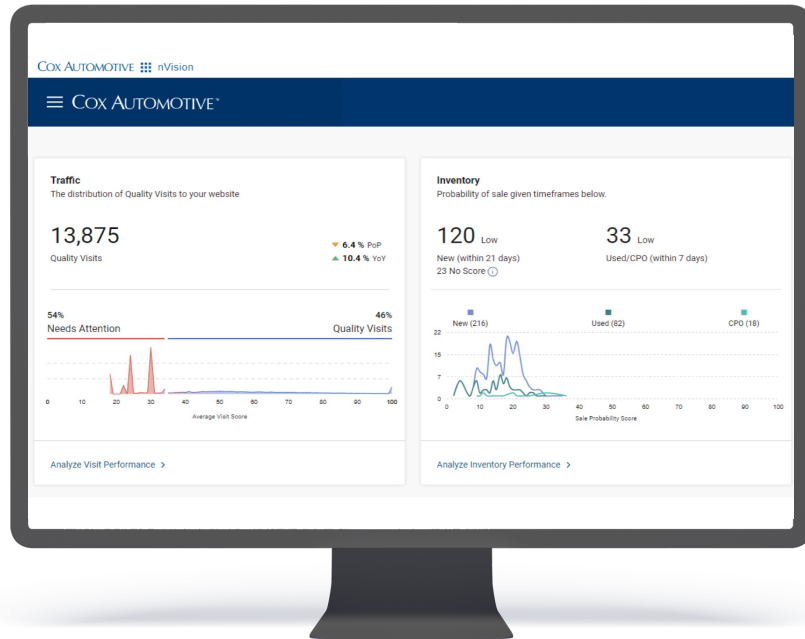 COX AUTOMOTIVE nVision
COX AUTOMOTIVE™
Traffic
The distribution of Quality Visits to your website
13,875
Quality Visits
6.4 % PoP
10.4 % YoY
54%
Needs Attention
46%
Quality Visits
0 10 20 30 40 50 60 70 80 90 100
Average Visit Score
Analyze Visit Performance >
Inventory
Probability of sale given timeframes below.
120 Low
New (within 21 days)
23 No Score
33 Low
Used/CPO (within 7 days)
New (216) Used (82) CPO (18)
22
15
7
0
0 10 20 30 40 50 60 70 80 90 100
Sale Probability Score
Analyze Inventory Performance >